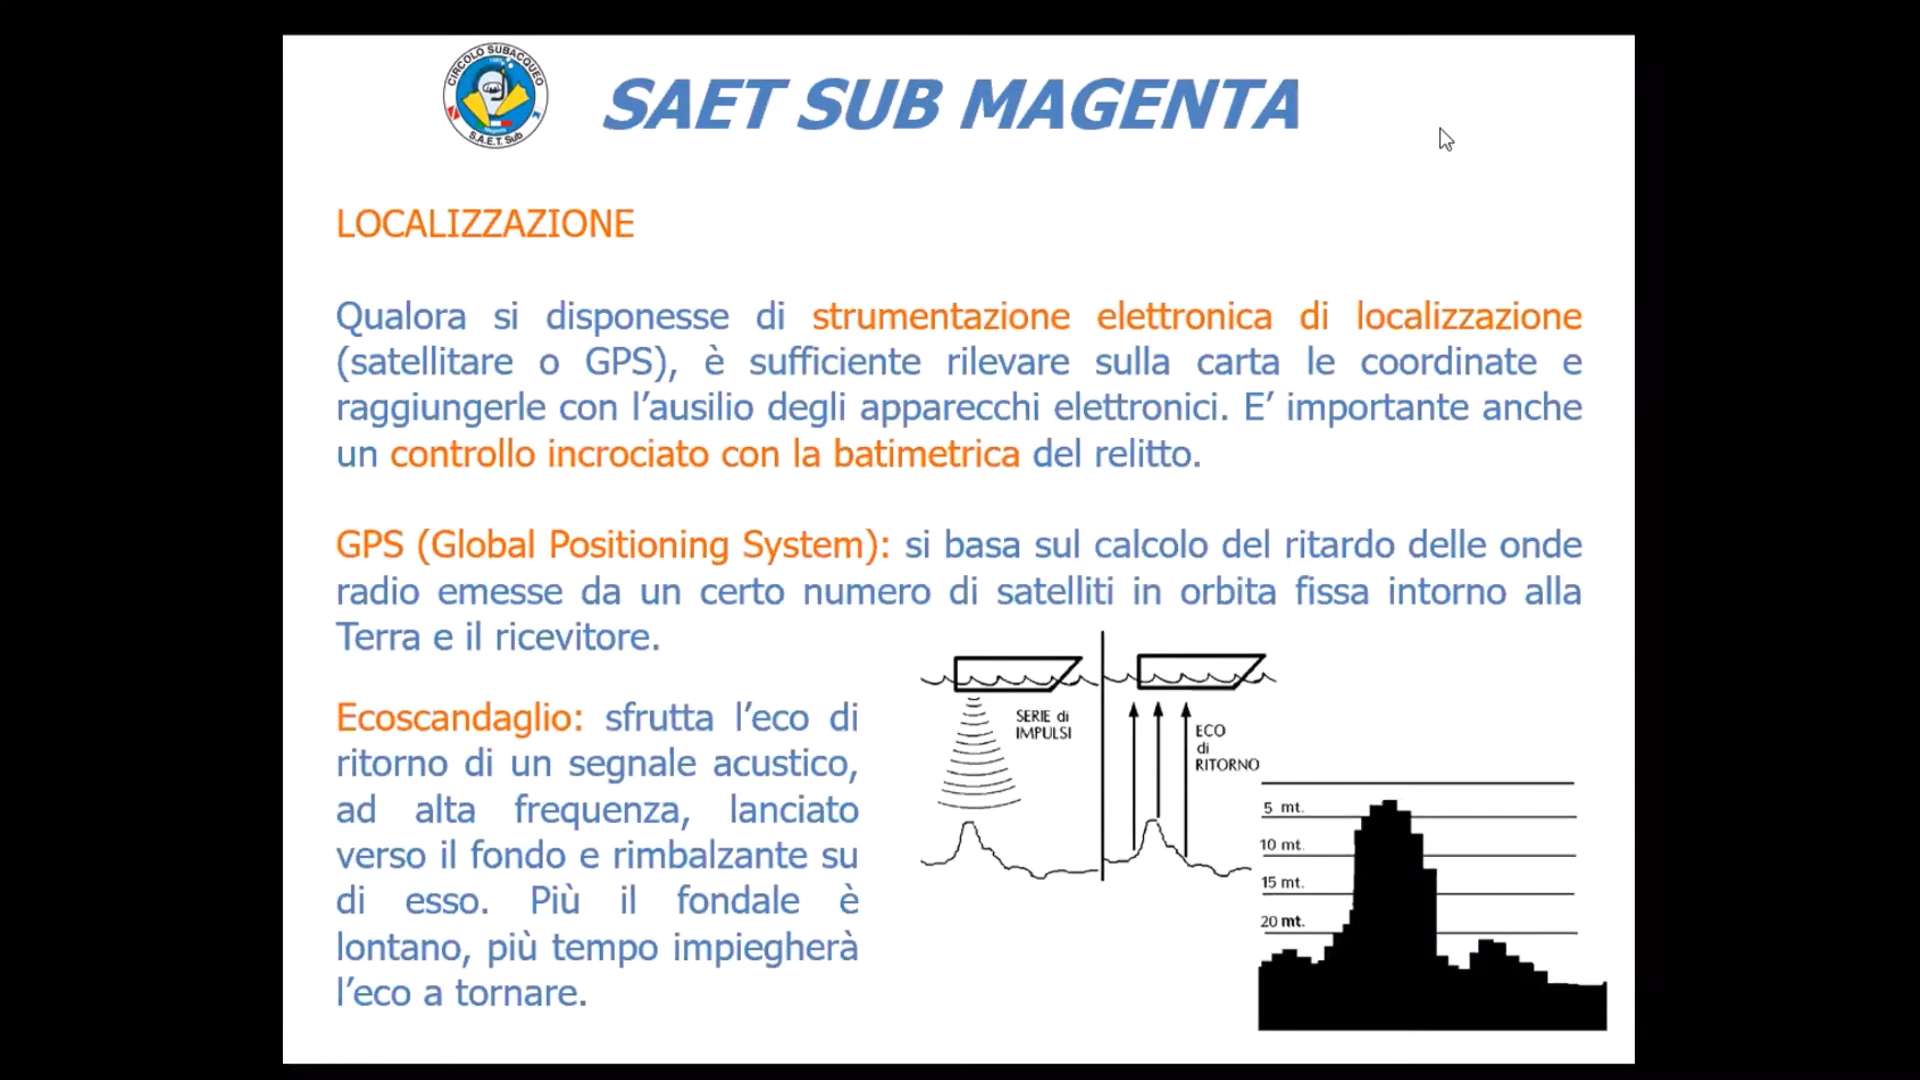 CIRCOLO SUBACQUEO
S.A.E.T. Sub
SAET SUB MAGENTA
LOCALIZZAZIONE
Qualora si disponesse di strumentazione elettronica di localizzazione
(satellitare o GPS), è sufficiente rilevare sulla carta le coordinate e
raggiungerle con l’ausilio degli apparecchi elettronici. E’ importante anche
un controllo incrociato con la batimetrica del relitto.
GPS (Global Positioning System): si basa sul calcolo del ritardo delle onde
radio emesse da un certo numero di satelliti in orbita fissa intorno alla
Terra e il ricevitore.
Ecoscandaglio: sfrutta l’eco di
ritorno di un segnale acustico,
ad alta frequenza, lanciato
verso il fondo e rimbalzante su
di esso. Più il fondale è
lontano, più tempo impiegherà
l’eco a tornare.
SERIE di
IMPULSI
ECO
di
RITORNO
5 mt.
10 mt.
15 mt.
20 mt.